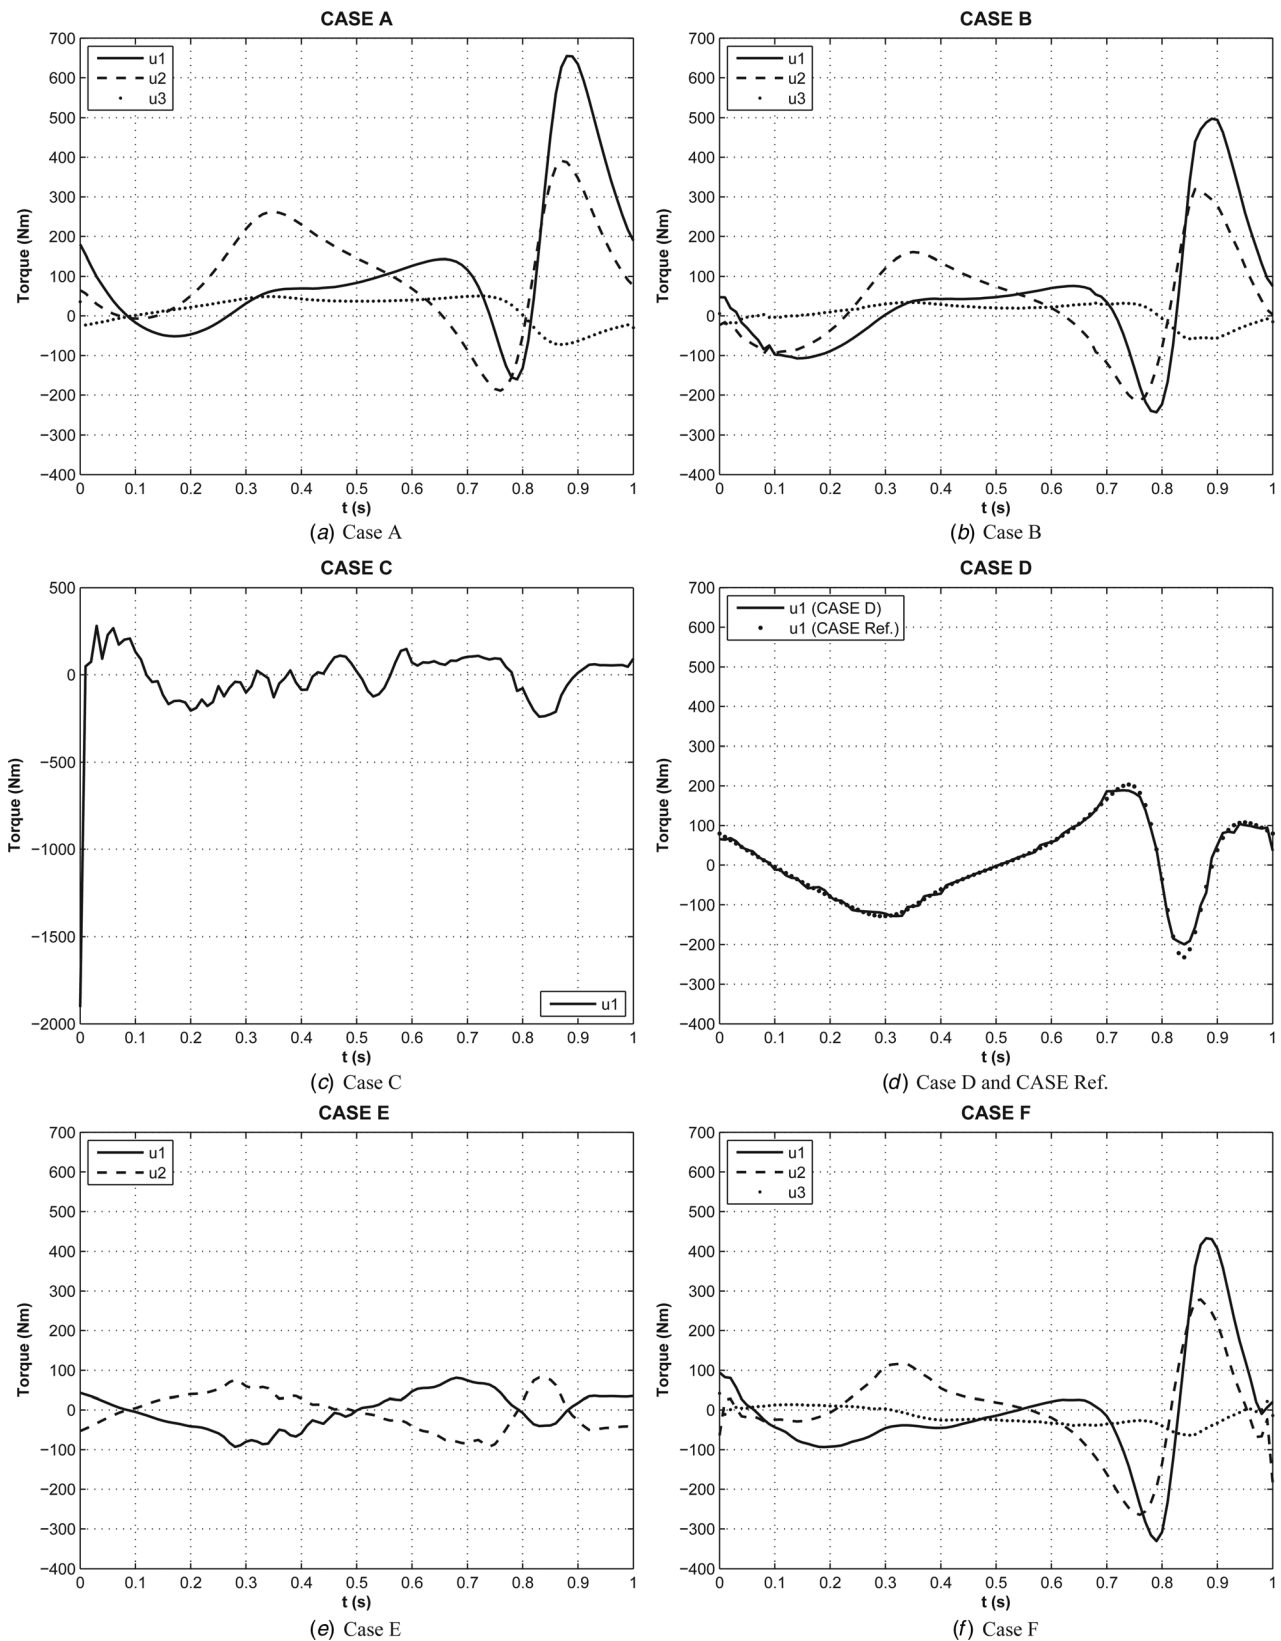 CASE A
700
600
500
400
300
200
100
0
−100
−200
−300
−400
Torque (Nm)
u1
u2
u3
0 0.1 0.2 0.3 0.4 0.5 0.6 0.7 0.8 0.9 1
t (s)
(a) Case A
CASE B
700
600
500
400
300
200
100
0
−100
−200
−300
−400
Torque (Nm)
u1
u2
u3
0 0.1 0.2 0.3 0.4 0.5 0.6 0.7 0.8 0.9 1
t (s)
(b) Case B
CASE C
500
0
−500
−1000
−1500
−2000
Torque (Nm)
u1
0 0.1 0.2 0.3 0.4 0.5 0.6 0.7 0.8 0.9 1
t (s)
(c) Case C
CASE D
700
600
500
400
300
200
100
0
−100
−200
−300
−400
Torque (Nm)
u1 (CASE D)
u1 (CASE Ref.)
0 0.1 0.2 0.3 0.4 0.5 0.6 0.7 0.8 0.9 1
t (s)
(d) Case D and CASE Ref.
CASE E
700
600
500
400
300
200
100
0
−100
−200
−300
−400
Torque (Nm)
u1
u2
0 0.1 0.2 0.3 0.4 0.5 0.6 0.7 0.8 0.9 1
t (s)
(e) Case E
CASE F
700
600
500
400
300
200
100
0
−100
−200
−300
−400
Torque (Nm)
u1
u2
u3
0 0.1 0.2 0.3 0.4 0.5 0.6 0.7 0.8 0.9 1
t (s)
(f) Case F